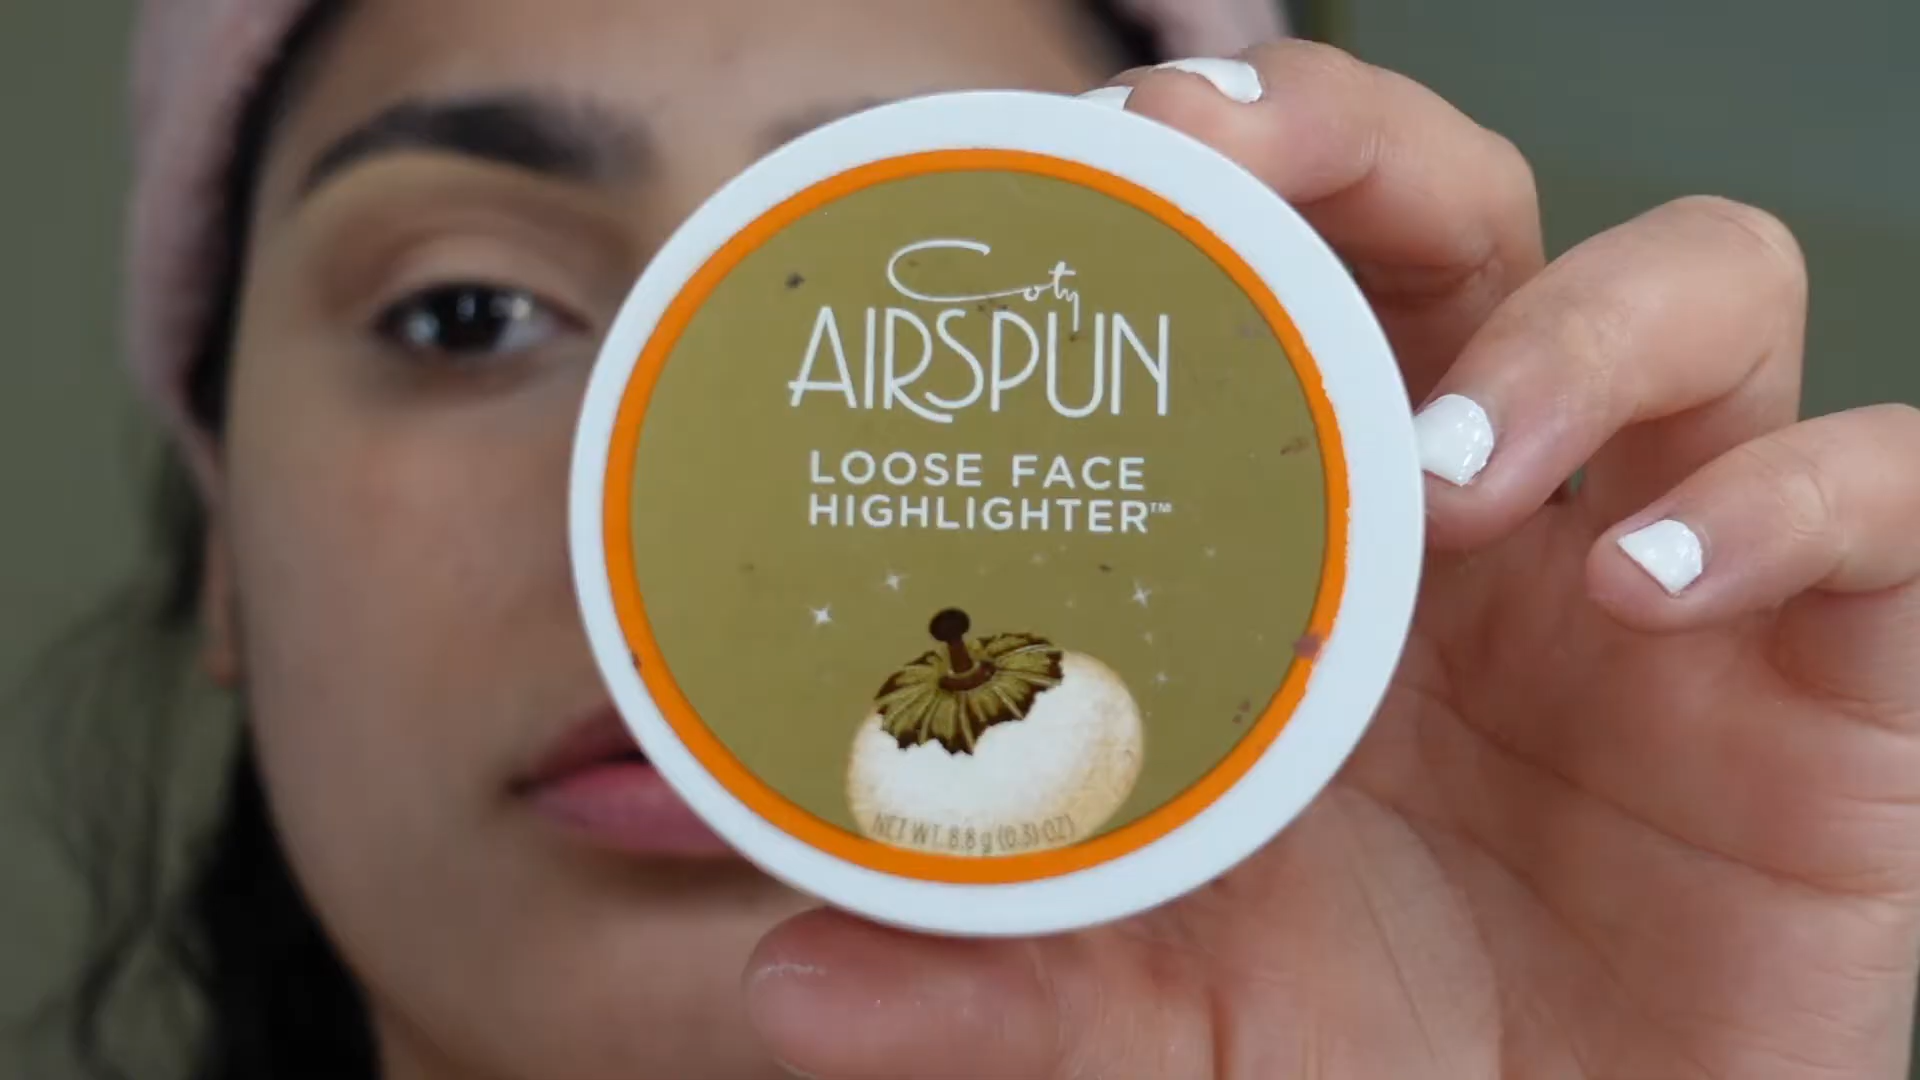 Coty
AIRSPUN
LOOSE FACE
HIGHLIGHTER™
NET WT. 8.8 g (0.31 OZ)